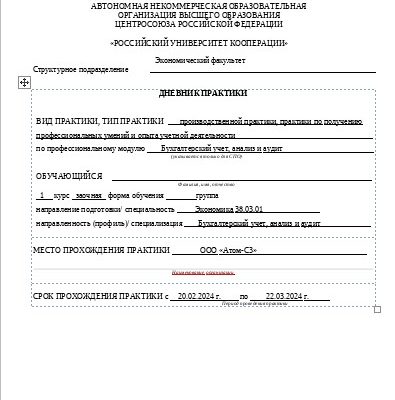 АВТОНОМНАЯ НЕКОММЕРЧЕСКАЯ ОБРАЗОВАТЕЛЬНАЯ
ОРГАНИЗАЦИЯ ВЫСШЕГО ОБРАЗОВАНИЯ
ЦЕНТРОСОЮЗА РОССИЙСКОЙ ФЕДЕРАЦИИ
«РОССИЙСКИЙ УНИВЕРСИТЕТ КООПЕРАЦИИ»
Экономический факультет
Структурное подразделение
ДНЕВНИК ПРАКТИКИ
ВИД ПРАКТИКИ, ТИП ПРАКТИКИ производственной практики, практики по получению
профессиональных умений и опыта учетной деятельности
по профессиональному модулю Бухгалтерский учет, анализ и аудит
(указывается только для СПО)
ОБУЧАЮЩИЙСЯ
Фамилия, имя, отчество
1 курс заочная форма обучения группа
направление подготовки/ специальность Экономика 38.03.01
направленность (профиль)/ специализация Бухгалтерский учет, анализ и аудит
МЕСТО ПРОХОЖДЕНИЯ ПРАКТИКИ ООО «Атом-С3»
Наименование организации.
СРОК ПРОХОЖДЕНИЯ ПРАКТИКИ с 20.02.2024 г. по 22.03.2024 г.
Период проведения практики